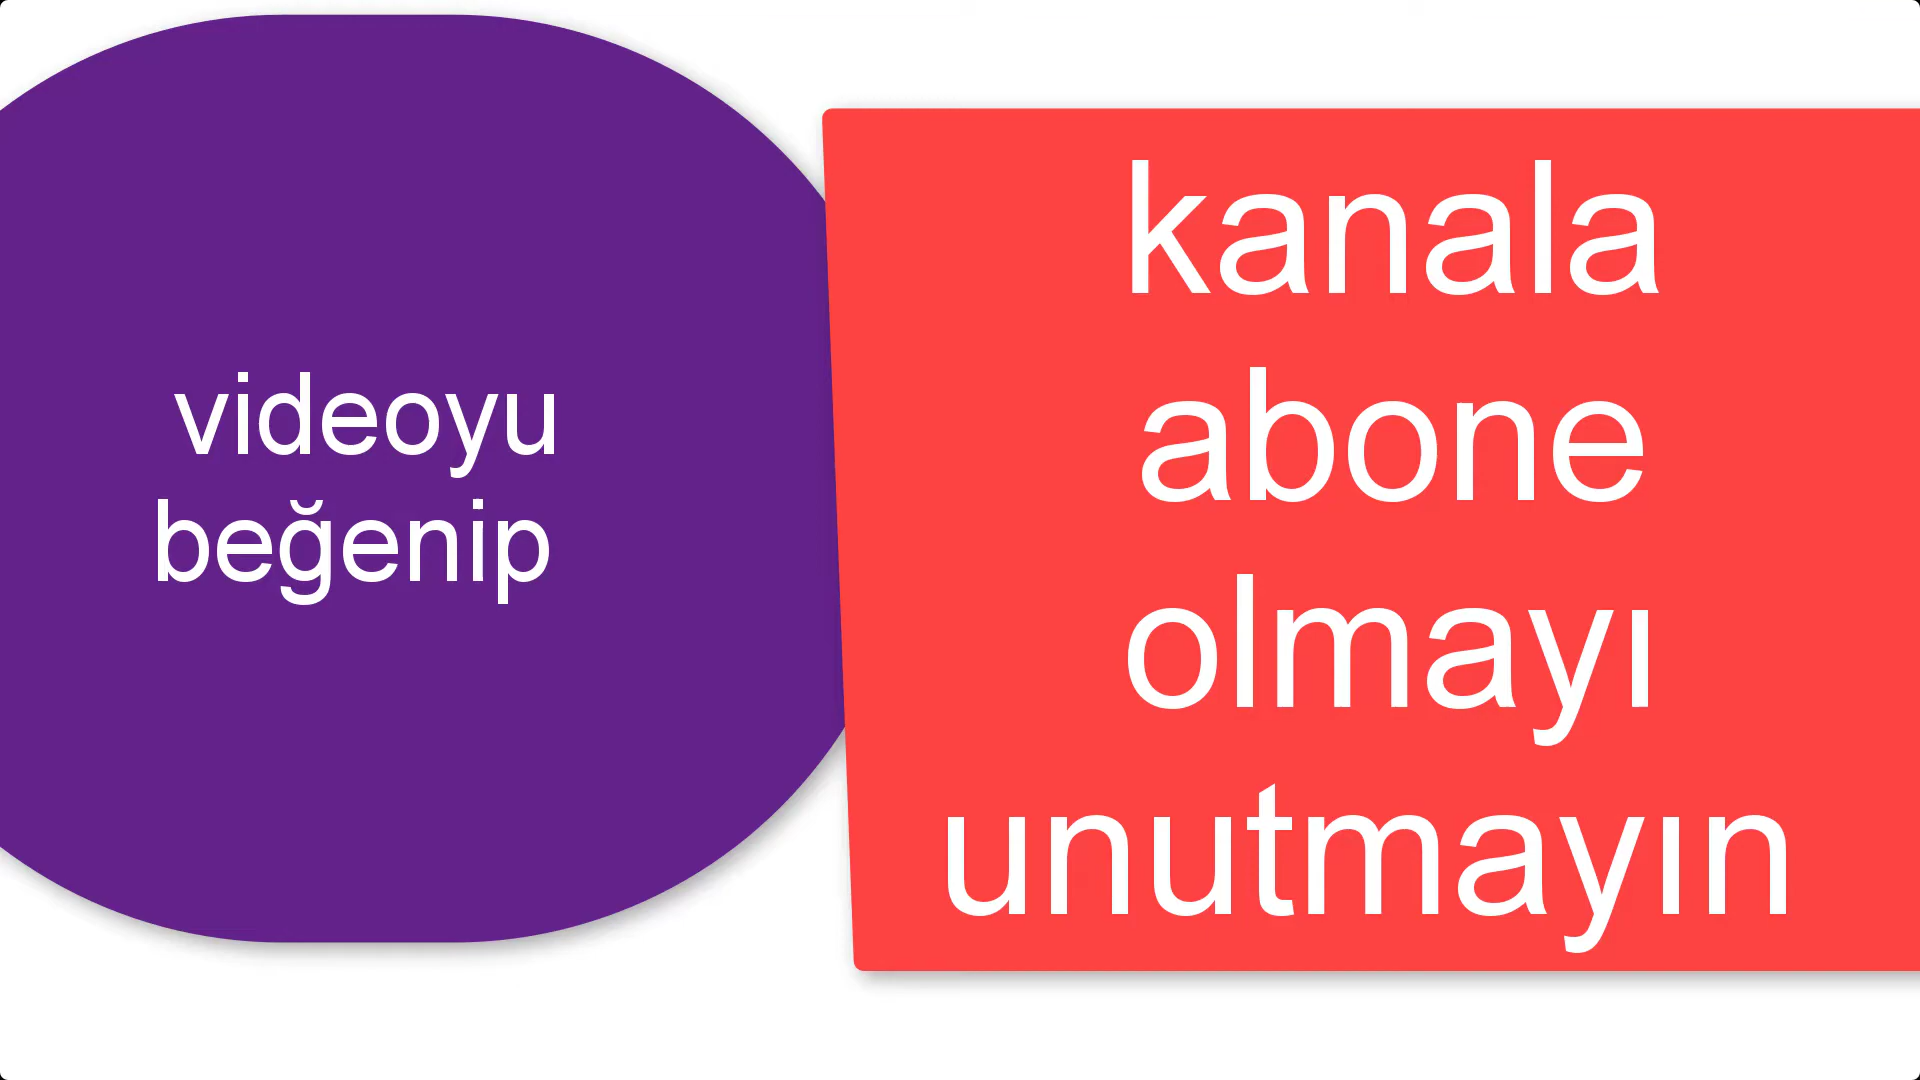 videoyu
beğenip
kanala
abone
olmayı
unutmayın